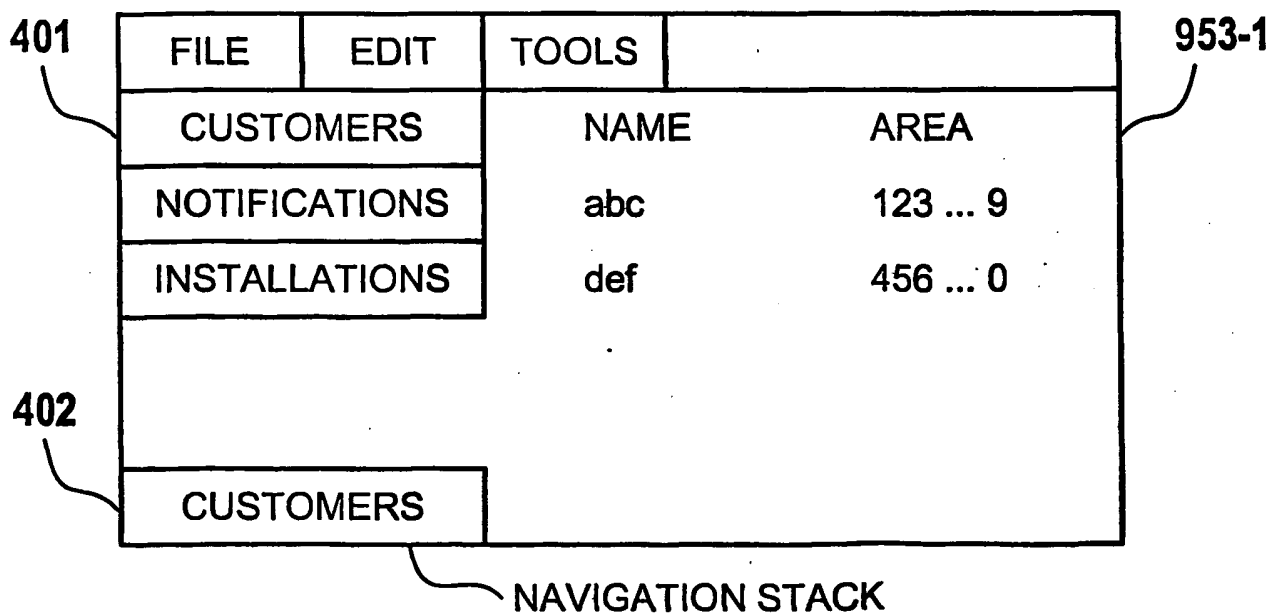 401 FILE EDIT TOOLS 953-1
CUSTOMERS NAME AREA
NOTIFICATIONS abc 123 ... 9
INSTALLATIONS def 456 ... 0
402
CUSTOMERS
NAVIGATION STACK